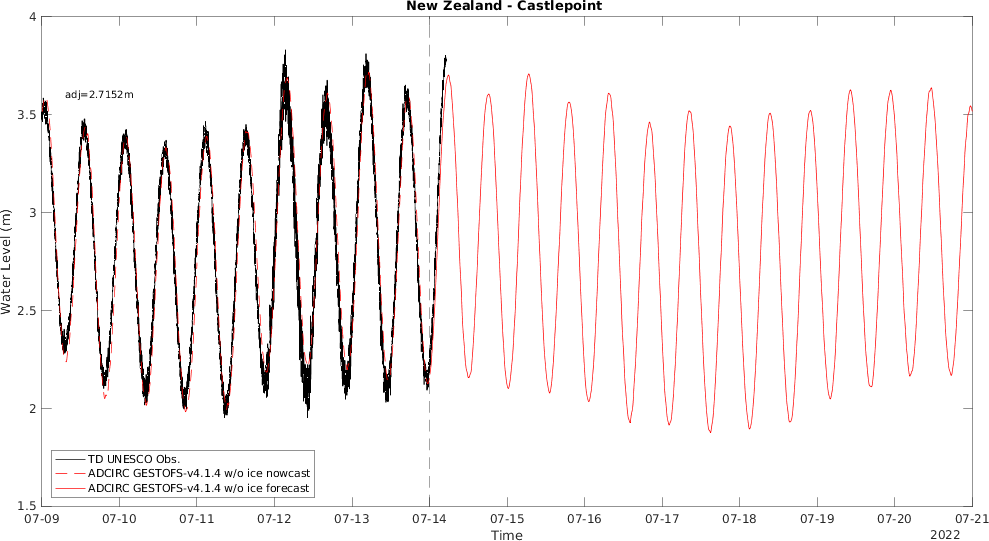 New Zealand - Castlepoint
4
3.5
3
2.5
2
1.5
Water Level (m)
adj=2.7152m
TD UNESCO Obs.
ADCIRC GESTOFS-v4.1.4 w/o ice nowcast
ADCIRC GESTOFS-v4.1.4 w/o ice forecast
07-09 07-10 07-11 07-12 07-13 07-14 07-15 07-16 07-17 07-18 07-19 07-20 07-21
Time
2022